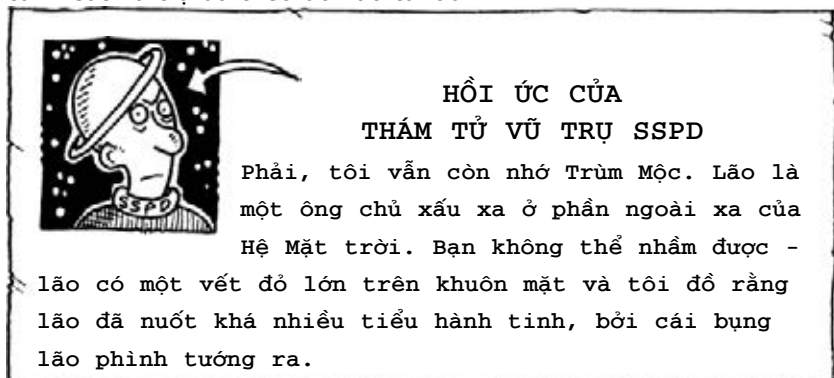 HỒI ỨC CỦA
THÁM TỬ VŨ TRỤ SSPD
SSPD
Phải, tôi vẫn còn nhớ Trùm Mộc. Lão là
một ông chủ xấu xa ở phần ngoài xa của
Hệ Mặt trời. Bạn không thể nhầm được -
lão có một vết đỏ lớn trên khuôn mặt và tôi đồ rằng
lão đã nuốt khá nhiều tiểu hành tinh, bởi cái bụng
lão phình tướng ra.